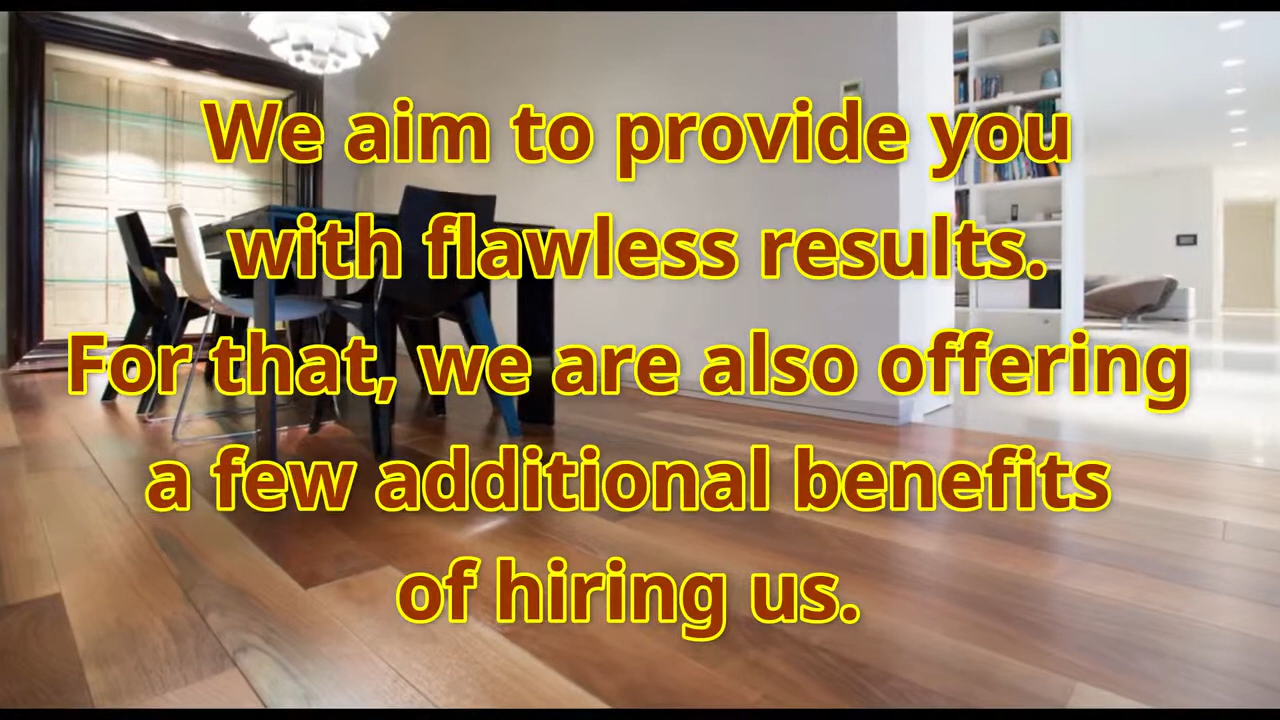 We aim to provide you
with flawless results.
For that, we are also offering
a few additional benefits
of hiring us.